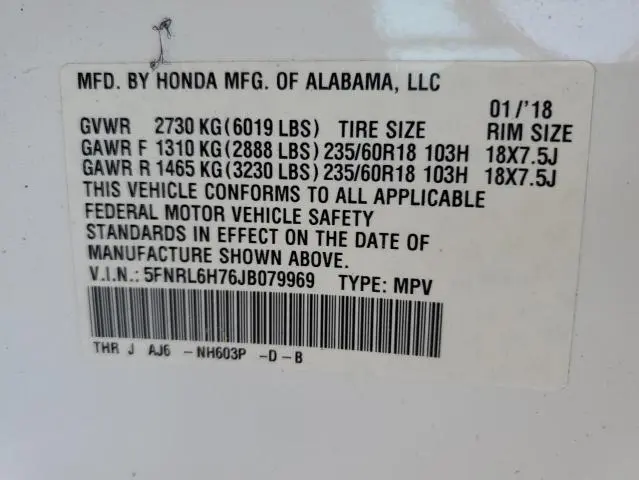 MFD. BY HONDA MFG. OF ALABAMA, LLC
01/'18
GVWR 2730 KG(6019 LBS) TIRE SIZE RIM SIZE
GAWR F 1310 KG(2888 LBS)235/60R18 103H 18X7.5J
GAWR R 1465 KG(3230 LBS)235/60R18 103H 18X7.5J
THIS VEHICLE CONFORMS TO ALL APPLICABLE
FEDERAL MOTOR VEHICLE SAFETY
STANDARDS IN EFFECT ON THE DATE OF
MANUFACTURE SHOWN ABOVE.
V.I.N.: 5FNRL6H76JB079969 TYPE: MPV
THR J AJ6 -NH603P -D-B